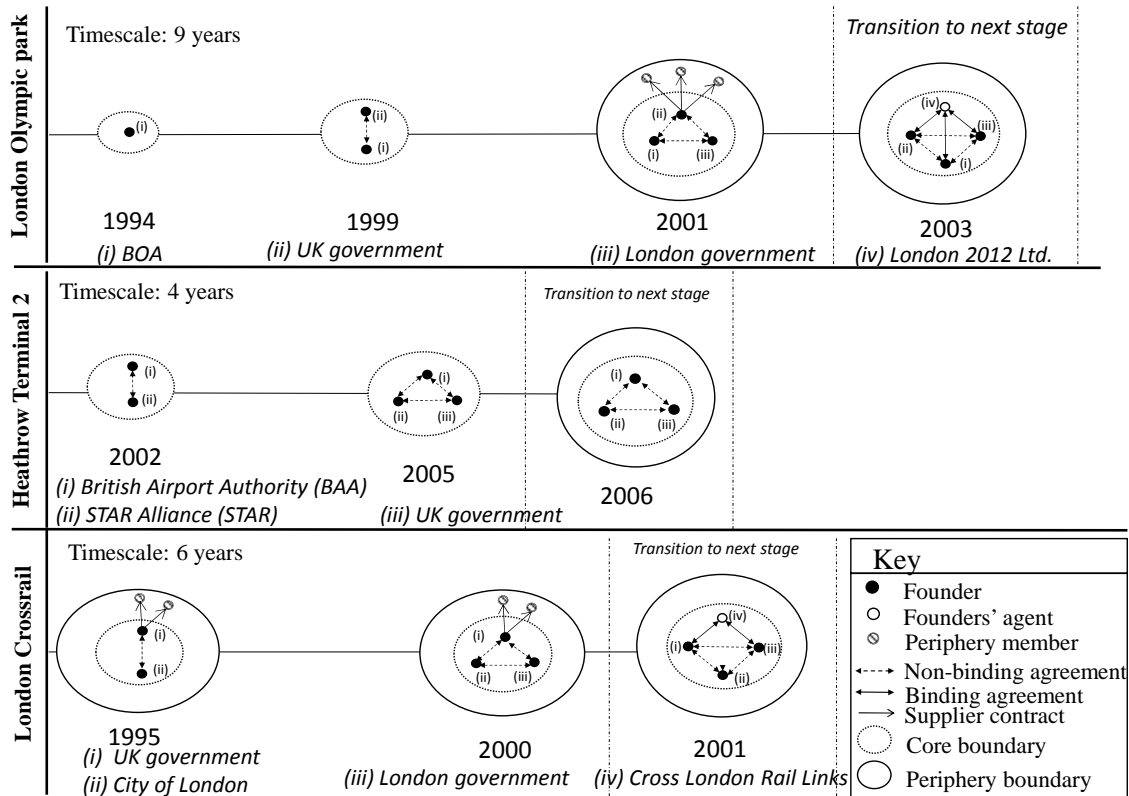 London Olympic park
Timescale: 9 years
Transition to next stage
(i)
(ii)
(i)
(ii)
(i)
(iii)
(iv)
(iii)
(ii)
(i)
1994
1999
2001
2003
(i) BOA
(ii) UK government
(iii) London government
(iv) London 2012 Ltd.
Heathrow Terminal 2
Timescale: 4 years
Transition to next stage
(i)
(ii)
(i)
(ii)
(iii)
(i)
(ii)
(iii)
2002
2005
2006
(i) British Airport Authority (BAA)
(ii) STAR Alliance (STAR)
(iii) UK government
London Crossrail
Timescale: 6 years
Transition to next stage
(i)
(ii)
(i)
(ii)
(iii)
(iv)
(i)
(iii)
(ii)
1995
2000
2001
(i) UK government
(ii) City of London
(iii) London government
(iv) Cross London Rail Links
Key
Founder
Founders' agent
Periphery member
Non-binding agreement
Binding agreement
Supplier contract
Core boundary
Periphery boundary